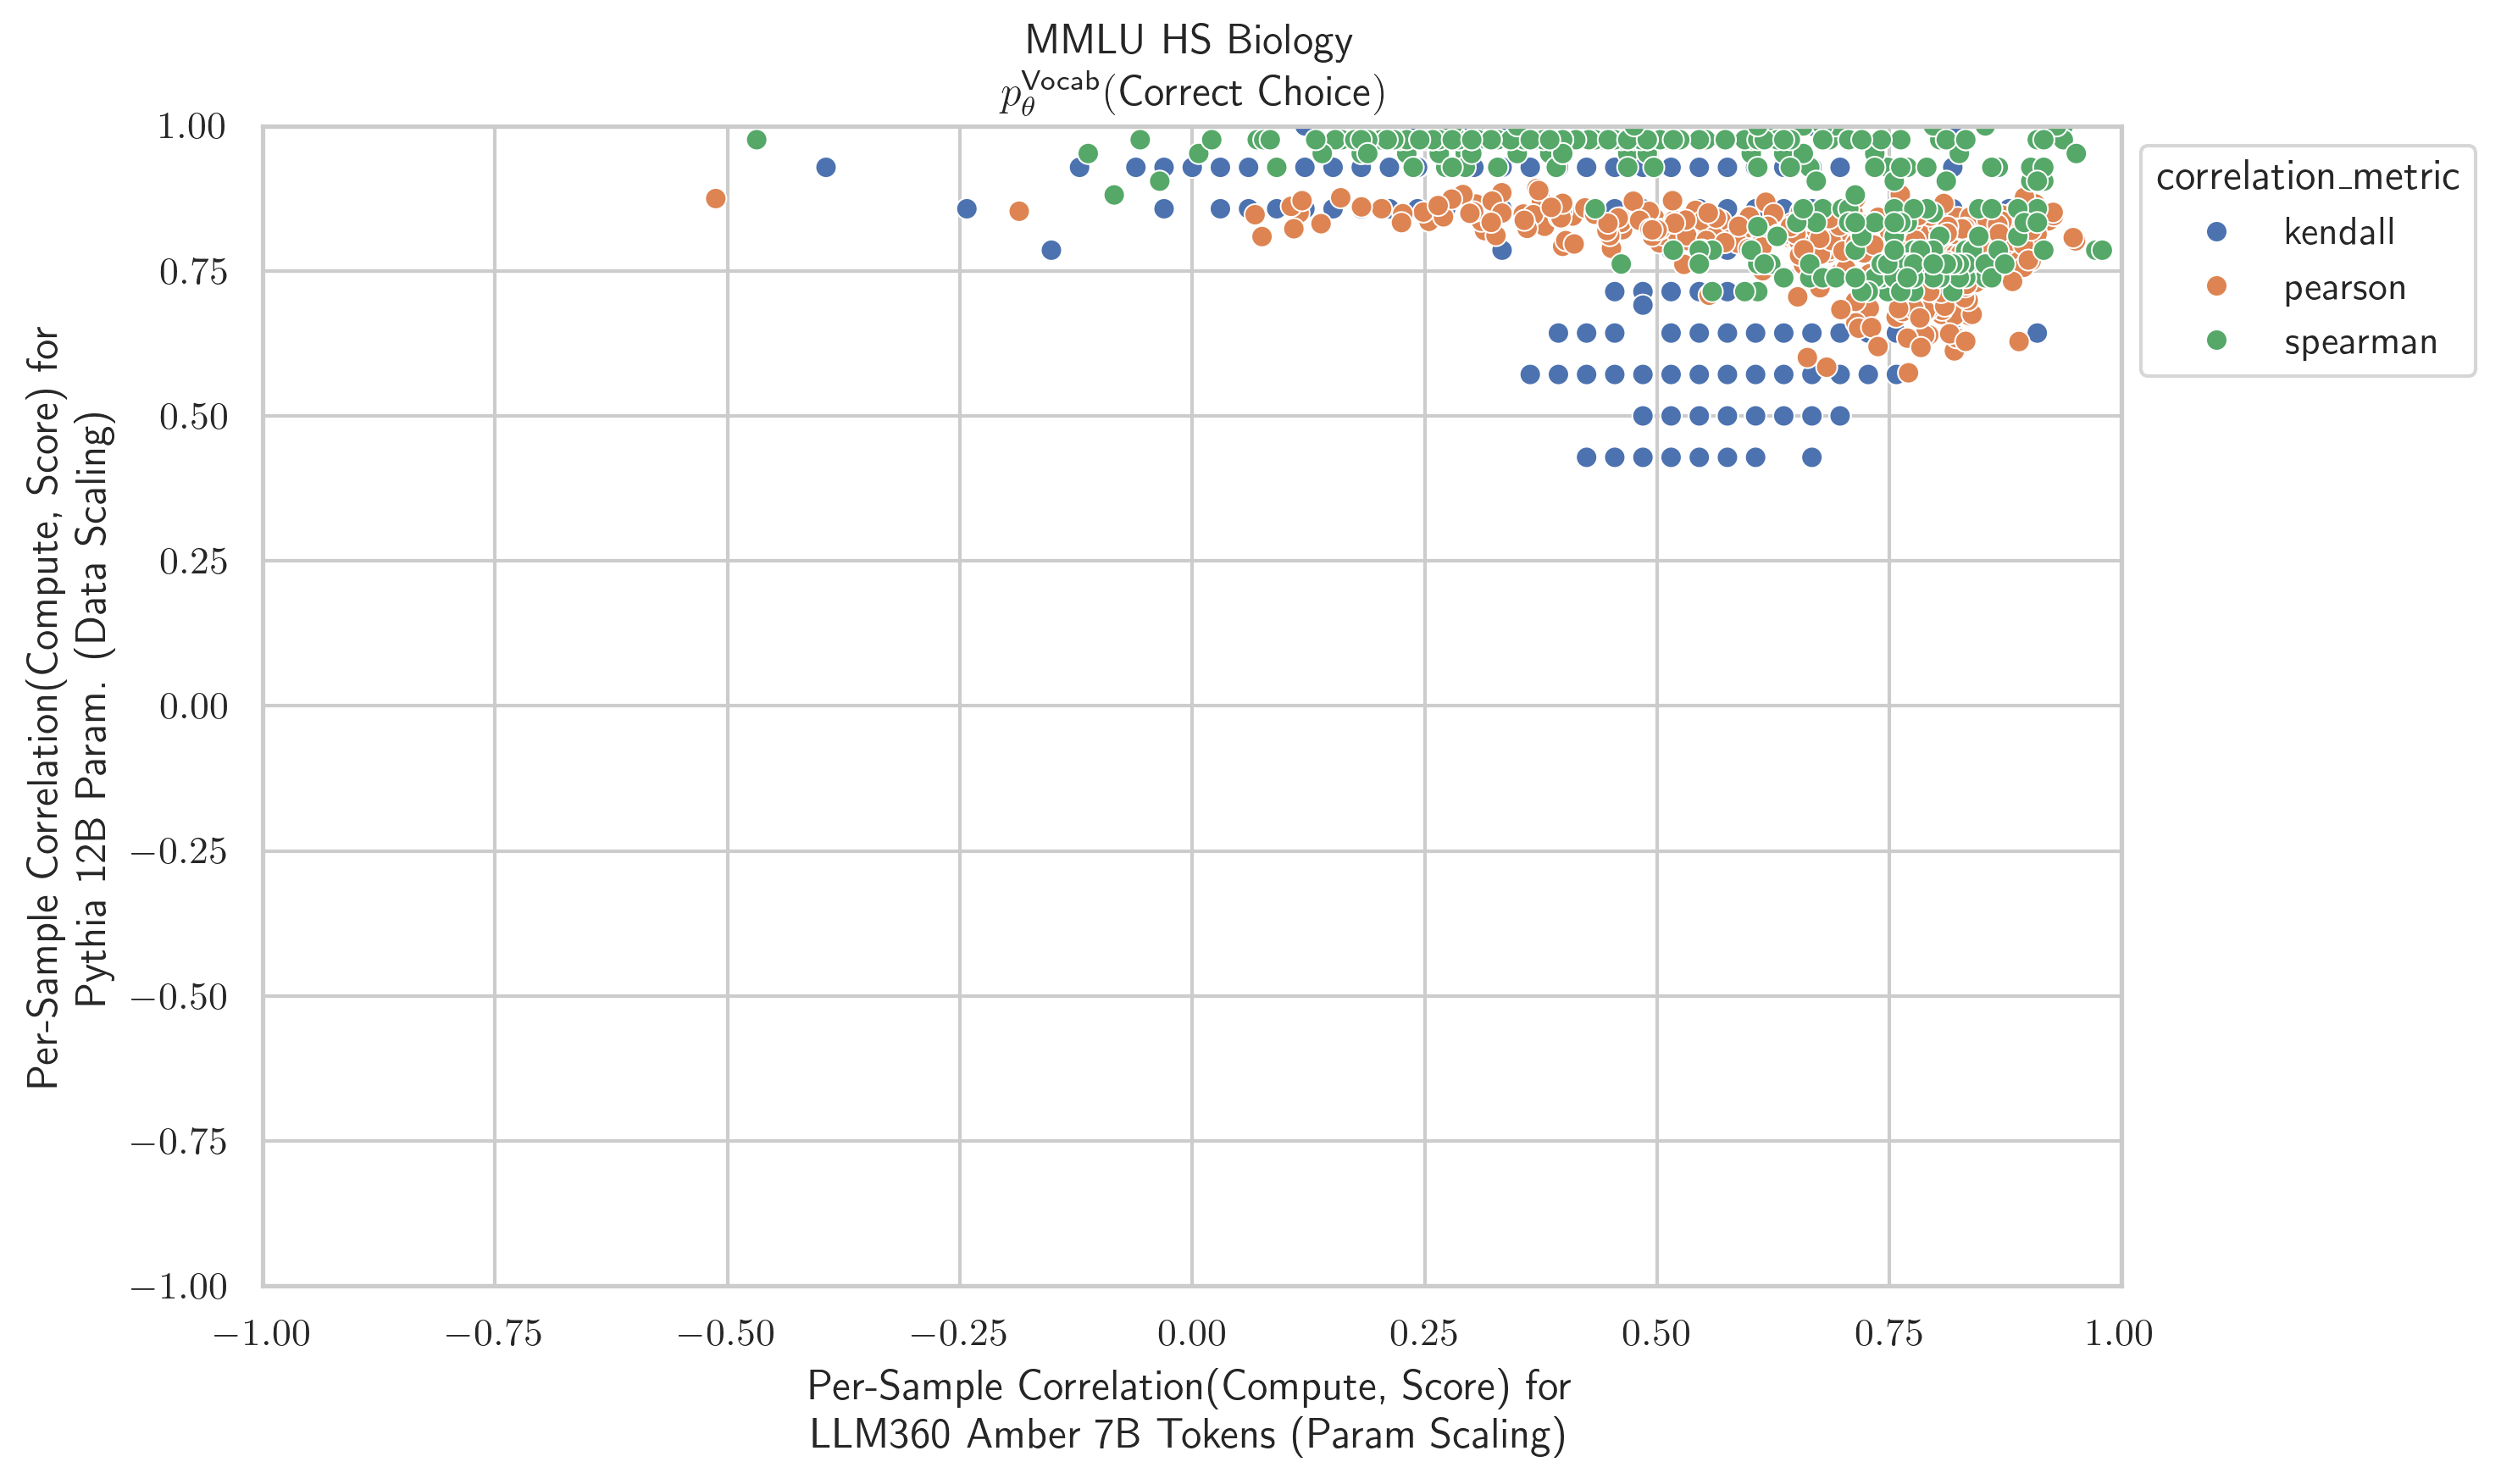 MMLU HS Biology
p_θ^Vocab(Correct Choice)
1.00
0.75
0.50
0.25
0.00
−0.25
−0.50
−0.75
−1.00
Per-Sample Correlation(Compute, Score) for
Pythia 12B Param. (Data Scaling)
correlation_metric
kendall
pearson
spearman
−1.00
−0.75
−0.50
−0.25
0.00
0.25
0.50
0.75
1.00
Per-Sample Correlation(Compute, Score) for
LLM360 Amber 7B Tokens (Param Scaling)